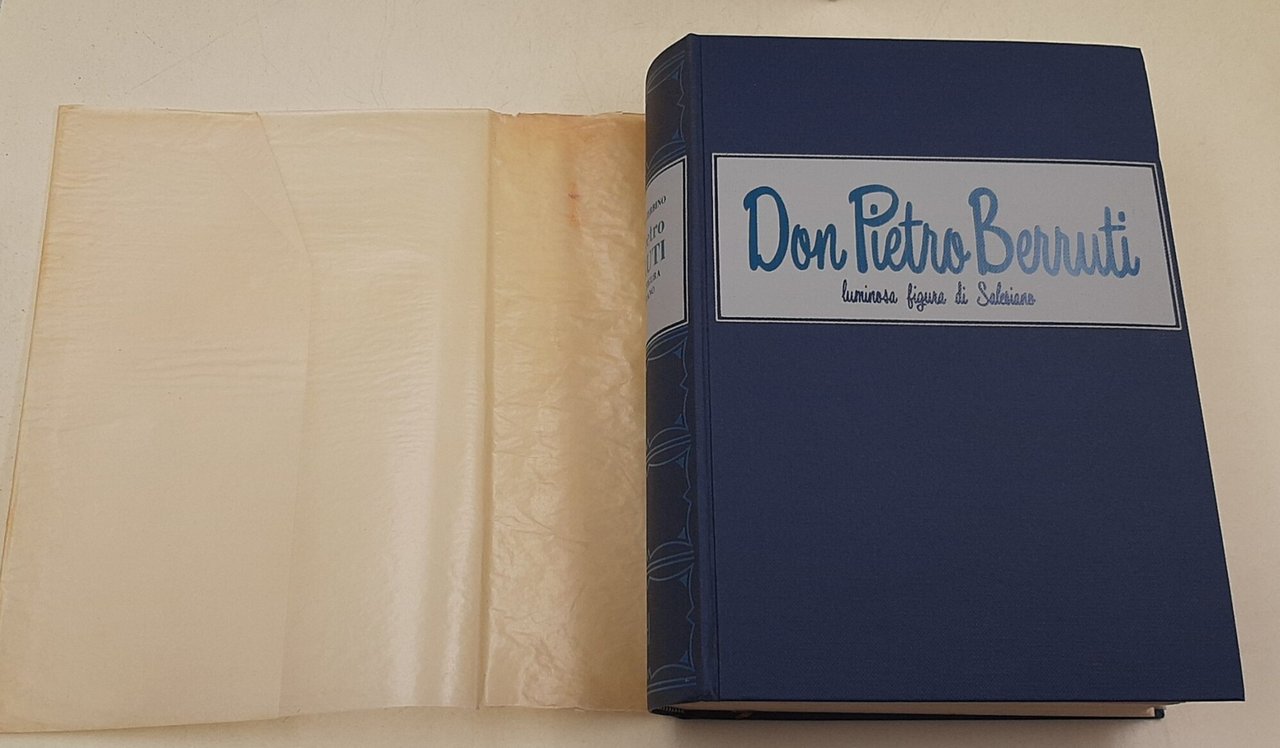 Don Pietro Berruti
luminosa figura di Salesiano